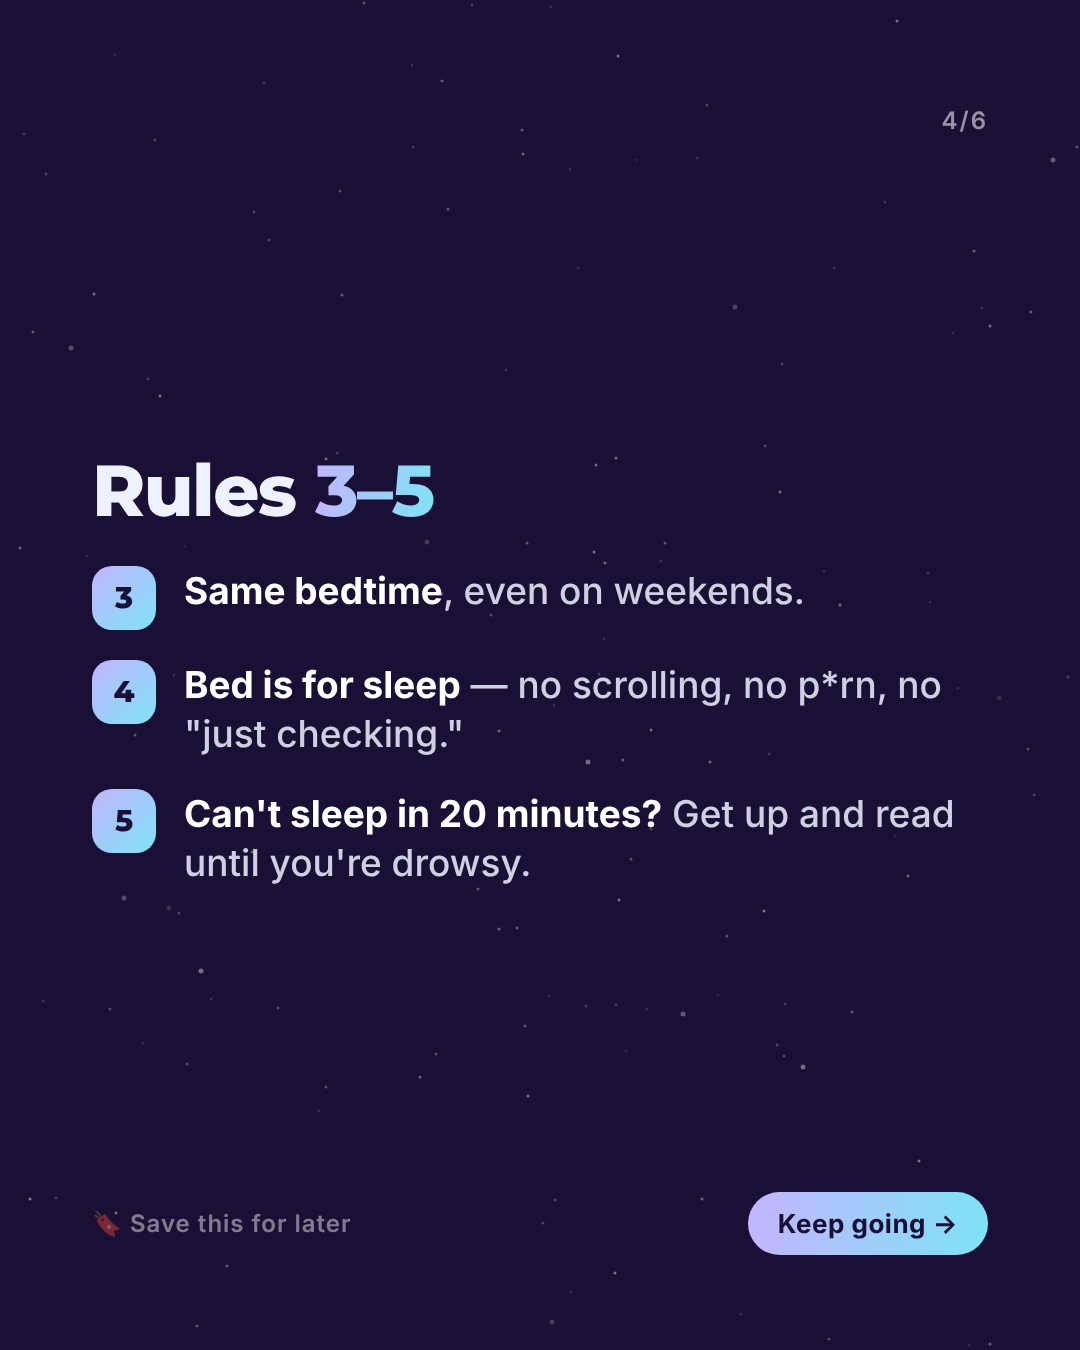 4/6
Rules 3–5
3 Same bedtime, even on weekends.
4 Bed is for sleep — no scrolling, no p*rn, no
"just checking."
5 Can't sleep in 20 minutes? Get up and read
until you're drowsy.
🔖 Save this for later
Keep going →